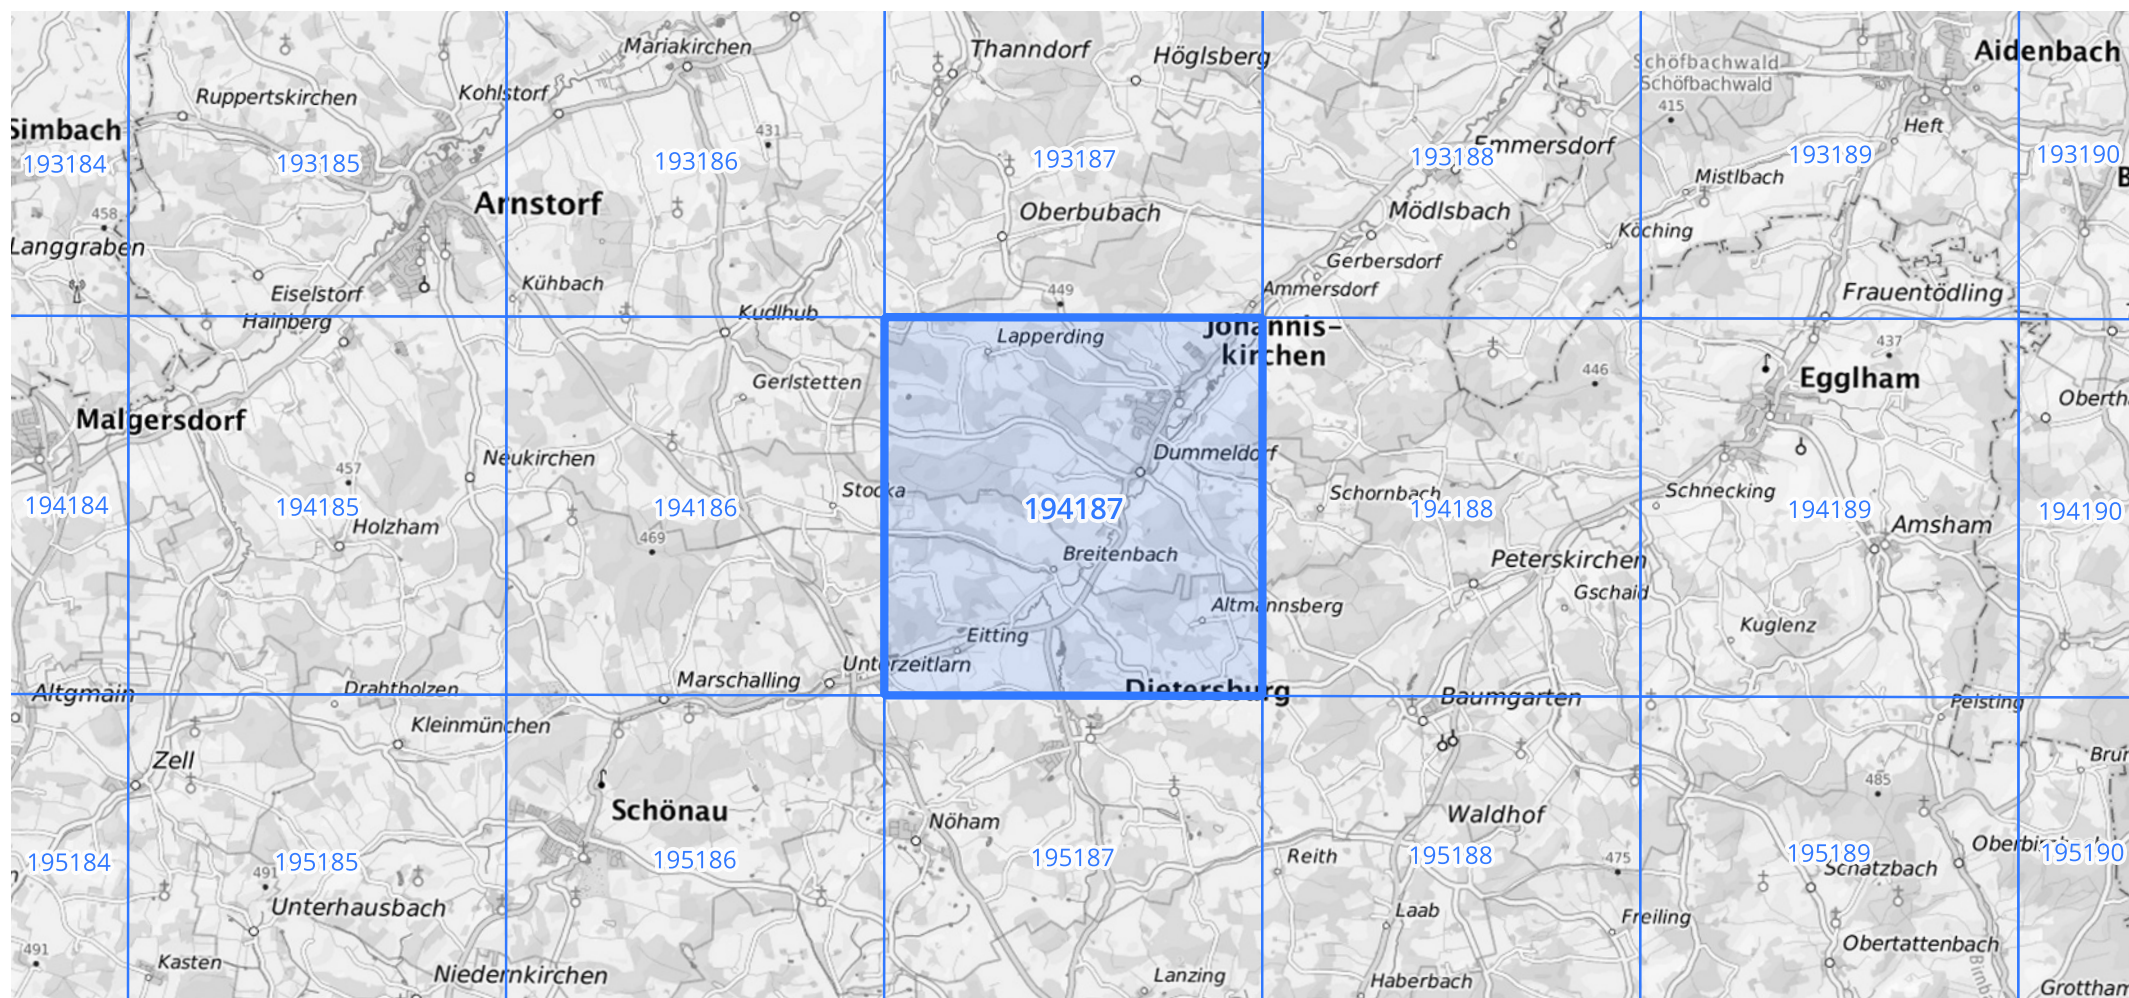 Mariakirchen
Thanndorf
Höglsberg
Aidenbach
Schöfbachwald
Schöfbachwald
Ruppertskirchen
Kohlstorf
415
Simbach
431
Emmersdorf
Heft
193184
193185
193186
193187
193188
193189
193190
Mistlbach
B
458
Arnstorf
Oberbubach
Mödlsbach
Köching
Langgraben
Gerbersdorf
Eiselstorf
Kühbach
449
Ammersdorf
Frauentödling
Hainberg
Kudlhub
Lapperding
Johannis-
kirchen
437
446
Gerlstetten
Egglham
Malgersdorf
Oberth
Neukirchen
457
Dummeldorf
Stocka
Schornbach
Schnecking
194184
194185
194186
194187
194188
194189
194190
Holzham
469
Amsham
Breitenbach
Peterskirchen
Gschaid
Altmannsberg
Eitting
Kuglenz
Unterzeitlarn
Marschalling
Altgmain
Drahtholzen
Dietersburg
Baumgarten
Peisting
Kleinmünchen
Zell
Brun
485
Schönau
Nöham
Waldhof
Oberbirnbach
195184
195185
195186
195187
195188
195189
195190
Reith
475
Schatzbach
n
491
Unterhausbach
Laab
Freiling
491
Kasten
Niedernkirchen
Lanzing
Haberbach
Obertattenbach
Birnb
Grottham